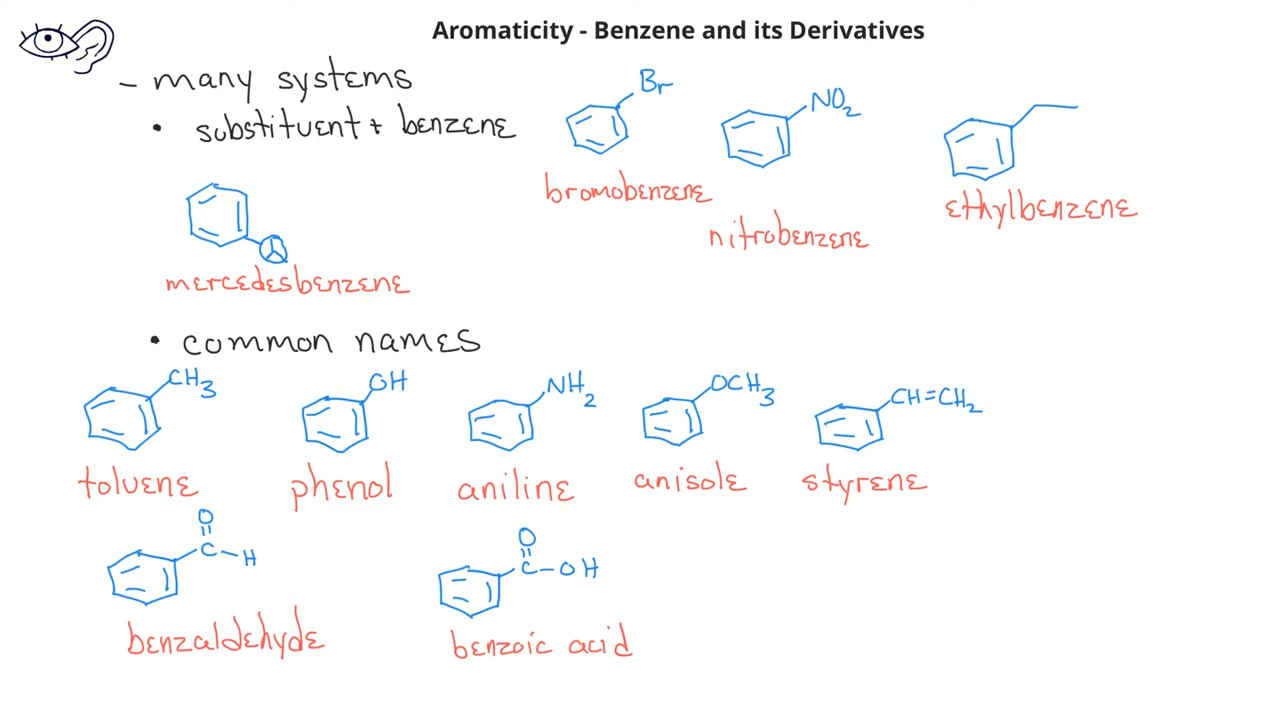 Aromaticity - Benzene and its Derivatives
- many systems
• substituent + benzene
Br
bromobenzene
NO2
nitrobenzene
ethylbenzene
mercedesbenzene
• common names
CH3
toluene
OH
phenol
NH2
aniline
OCH3
anisole
CH=CH2
styrene
O
C-H
benzaldehyde
O
C-OH
benzoic acid